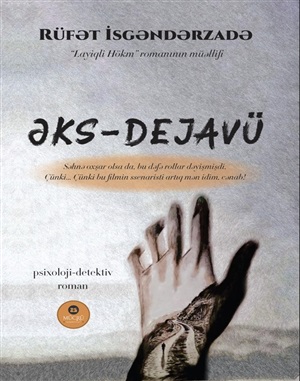 RÜFƏT İSGƏNDƏRZADƏ
"Layiqli Hökm" romanının müəllifi
ƏKS-DEJAVÜ
Səhnə oxşar olsa da, bu dəfə rollar dəyişmişdi.
Çünki... Çünki bu filmin ssenaristi artıq mən idim, cənab!
psixoloji-detektiv
roman